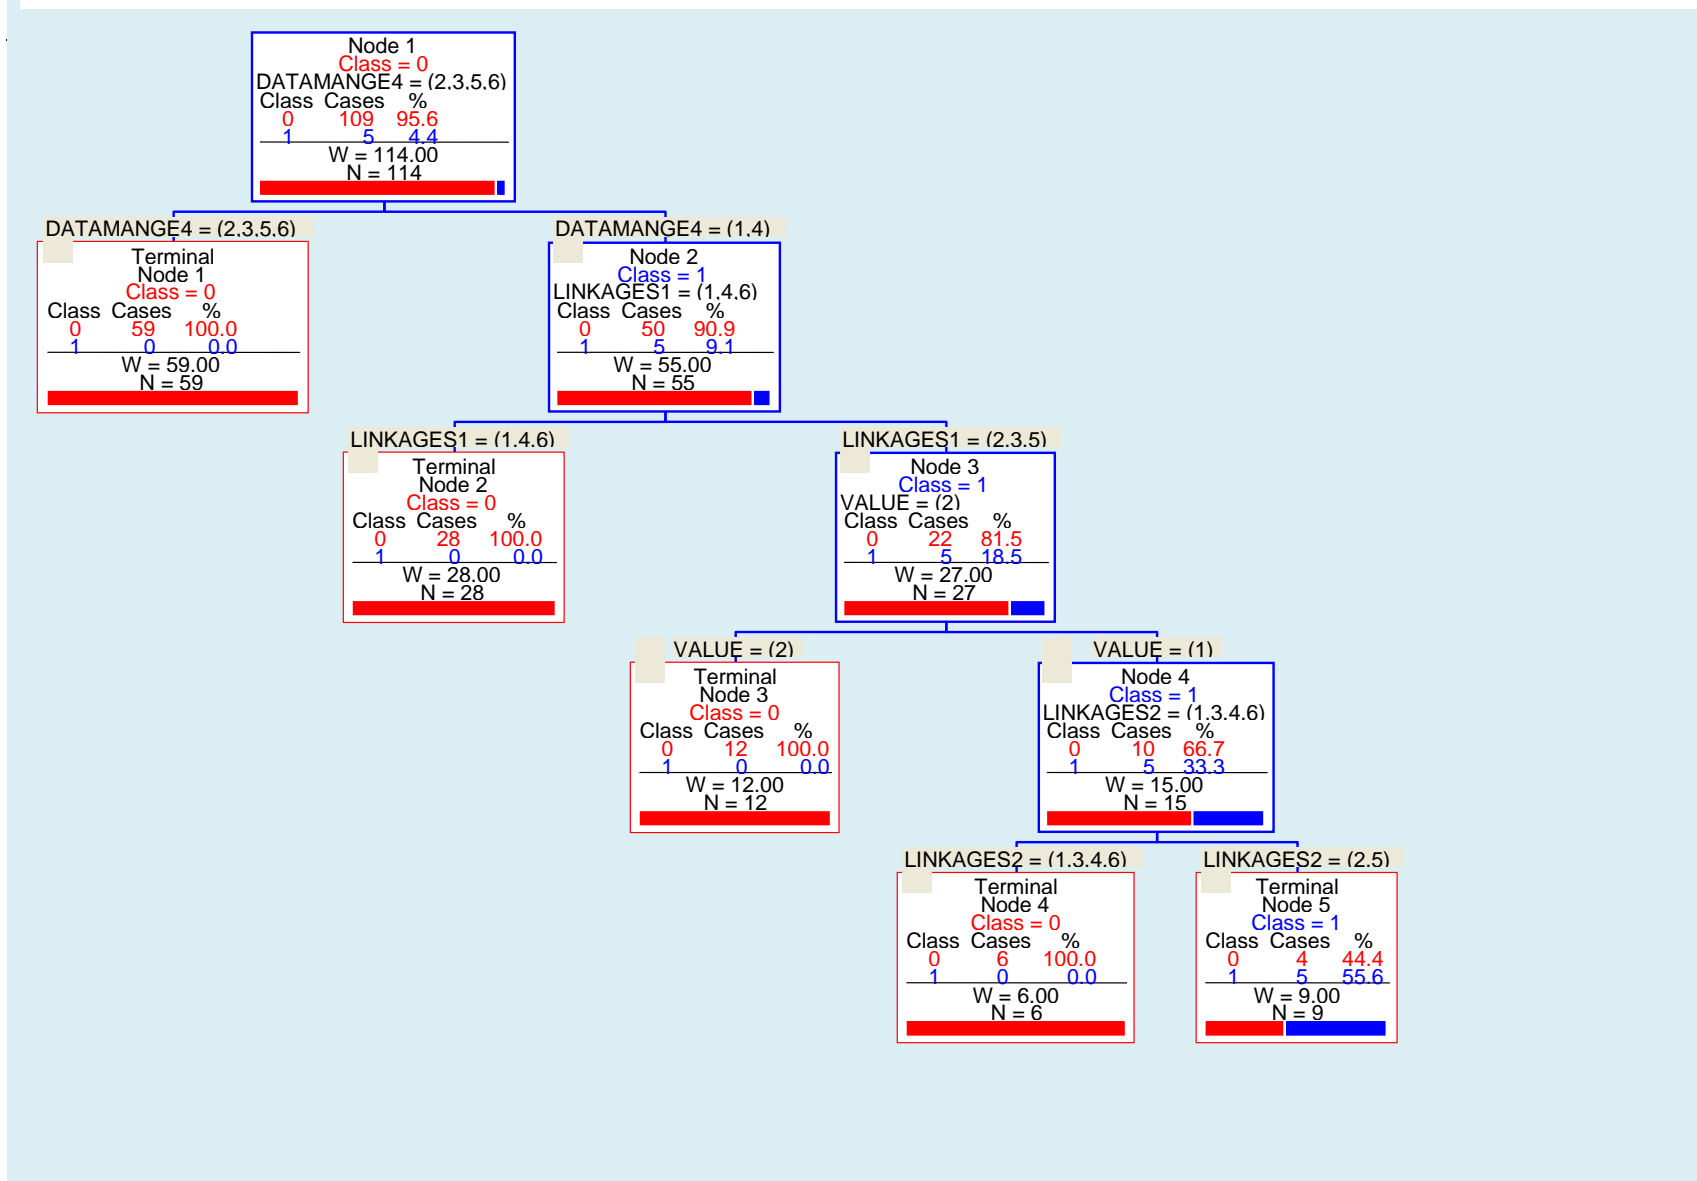 Node 1
Class = 0
DATAMANGE4 = (2,3,5,6)
Class Cases %
0 109 95.6
1 5 4.4
W = 114.00
N = 114
DATAMANGE4 = (2,3,5,6)
Terminal
Node 1
Class = 0
Class Cases %
0 59 100.0
1 0 0.0
W = 59.00
N = 59
DATAMANGE4 = (1,4)
Node 2
Class = 1
LINKAGES1 = (1,4,6)
Class Cases %
0 50 90.9
1 5 9.1
W = 55.00
N = 55
LINKAGES1 = (1,4,6)
Terminal
Node 2
Class = 0
Class Cases %
0 28 100.0
1 0 0.0
W = 28.00
N = 28
LINKAGES1 = (2,3,5)
Node 3
Class = 1
VALUE = (2)
Class Cases %
0 22 81.5
1 5 18.5
W = 27.00
N = 27
VALUE = (2)
Terminal
Node 3
Class = 0
Class Cases %
0 12 100.0
1 0 0.0
W = 12.00
N = 12
VALUE = (1)
Node 4
Class = 1
LINKAGES2 = (1,3,4,6)
Class Cases %
0 10 66.7
1 5 33.3
W = 15.00
N = 15
LINKAGES2 = (1,3,4,6)
Terminal
Node 4
Class = 0
Class Cases %
0 6 100.0
1 0 0.0
W = 6.00
N = 6
LINKAGES2 = (2,5)
Terminal
Node 5
Class = 1
Class Cases %
0 4 44.4
1 5 55.6
W = 9.00
N = 9